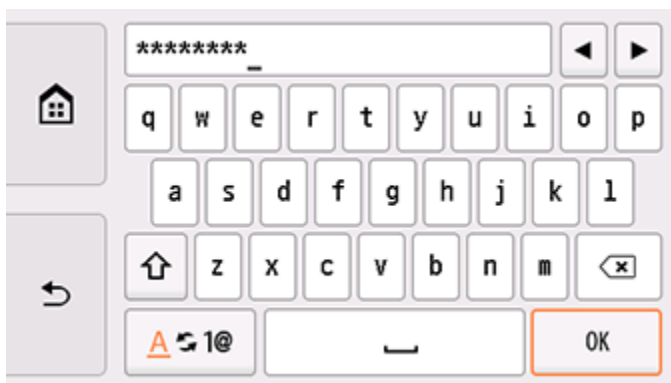 ********_
q w e r t y u i o p
a s d f g h j k l
z x c v b n m
A 1@ OK